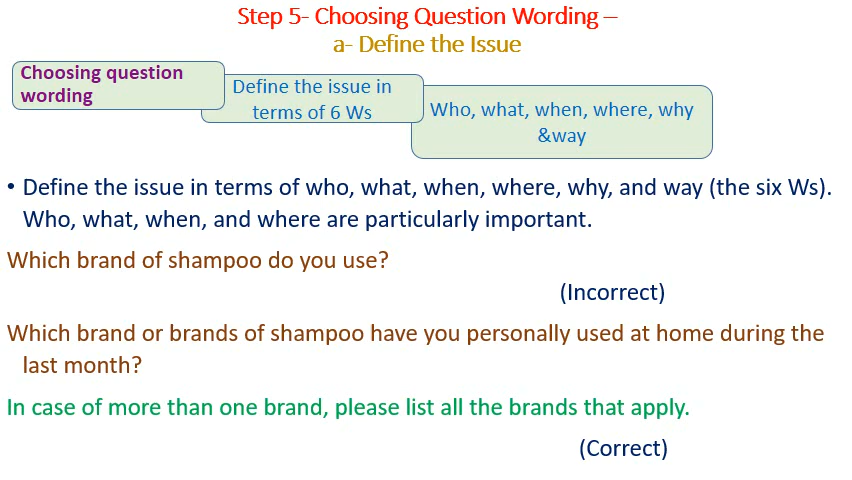 Step 5- Choosing Question Wording –
a- Define the Issue
Choosing question
wording
Define the issue in
terms of 6 Ws
Who, what, when, where, why
&way
• Define the issue in terms of who, what, when, where, why, and way (the six Ws).
Who, what, when, and where are particularly important.
Which brand of shampoo do you use?
(Incorrect)
Which brand or brands of shampoo have you personally used at home during the
last month?
In case of more than one brand, please list all the brands that apply.
(Correct)